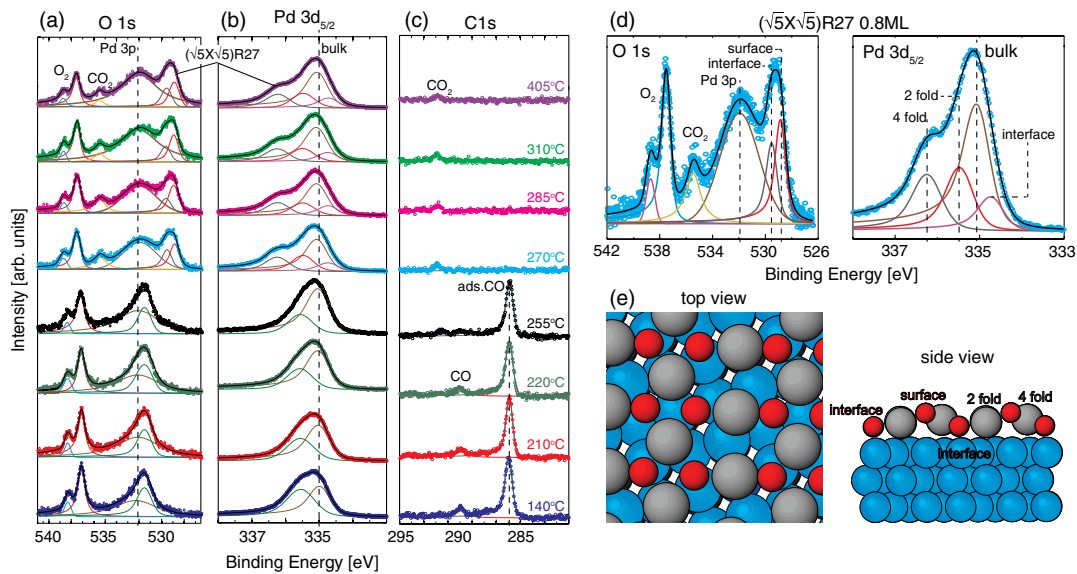 (a) O 1s
Pd 3p
O2
CO2
(√5X√5)R27
(b) Pd 3d5/2
bulk
(c) C1s
CO2
405°C
310°C
285°C
270°C
ads.CO
255°C
CO
220°C
210°C
140°C
Intensity [arb. units]
540 535 530
337 335 333
295 290 285
Binding Energy [eV]
(d) (√5X√5)R27 0.8ML
O 1s
surface
interface
Pd 3p
O2
CO2
542 538 534 530 526
Pd 3d5/2
bulk
2 fold
4 fold
interface
337 335 333
Binding Energy [eV]
(e) top view
side view
interface
surface
2 fold
4 fold
interface